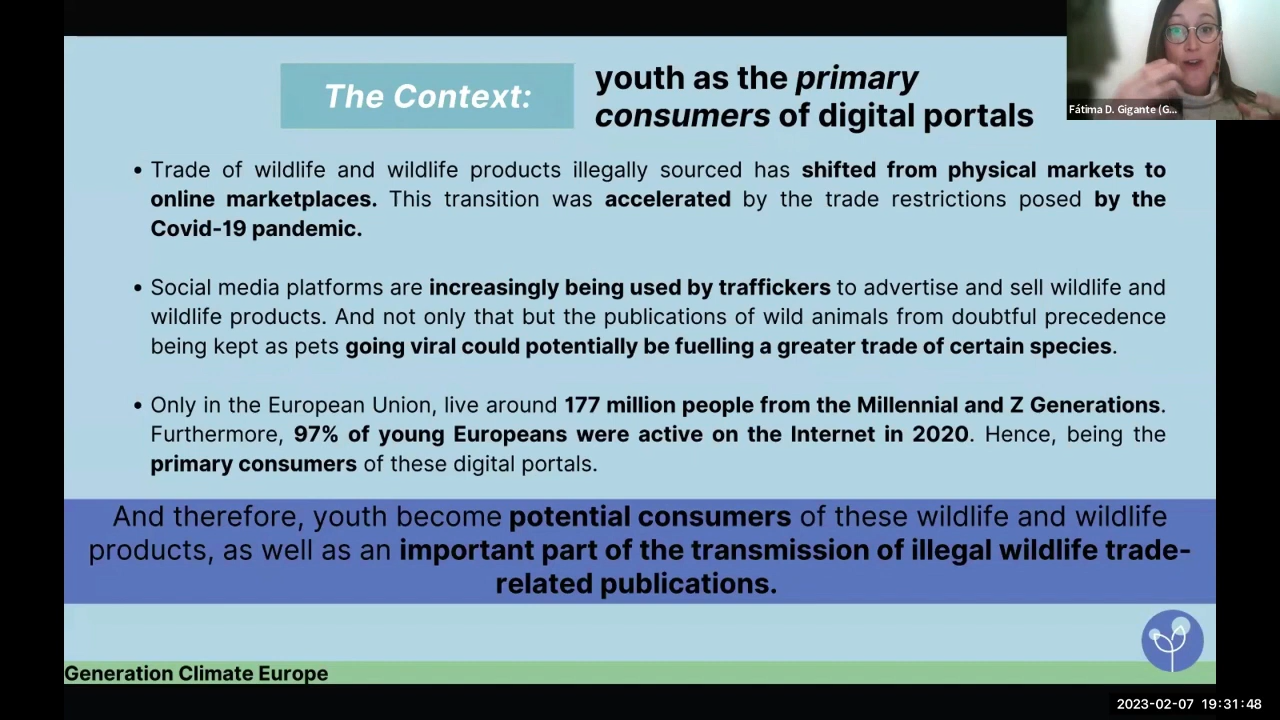 The Context:
youth as the primary
consumers of digital portals
Fátima D. Gigante (G...
• Trade of wildlife and wildlife products illegally sourced has shifted from physical markets to
online marketplaces. This transition was accelerated by the trade restrictions posed by the
Covid-19 pandemic.
• Social media platforms are increasingly being used by traffickers to advertise and sell wildlife and
wildlife products. And not only that but the publications of wild animals from doubtful precedence
being kept as pets going viral could potentially be fuelling a greater trade of certain species.
• Only in the European Union, live around 177 million people from the Millennial and Z Generations.
Furthermore, 97% of young Europeans were active on the Internet in 2020. Hence, being the
primary consumers of these digital portals.
And therefore, youth become potential consumers of these wildlife and wildlife
products, as well as an important part of the transmission of illegal wildlife trade-
related publications.
Generation Climate Europe
2023-02-07 19:31:48